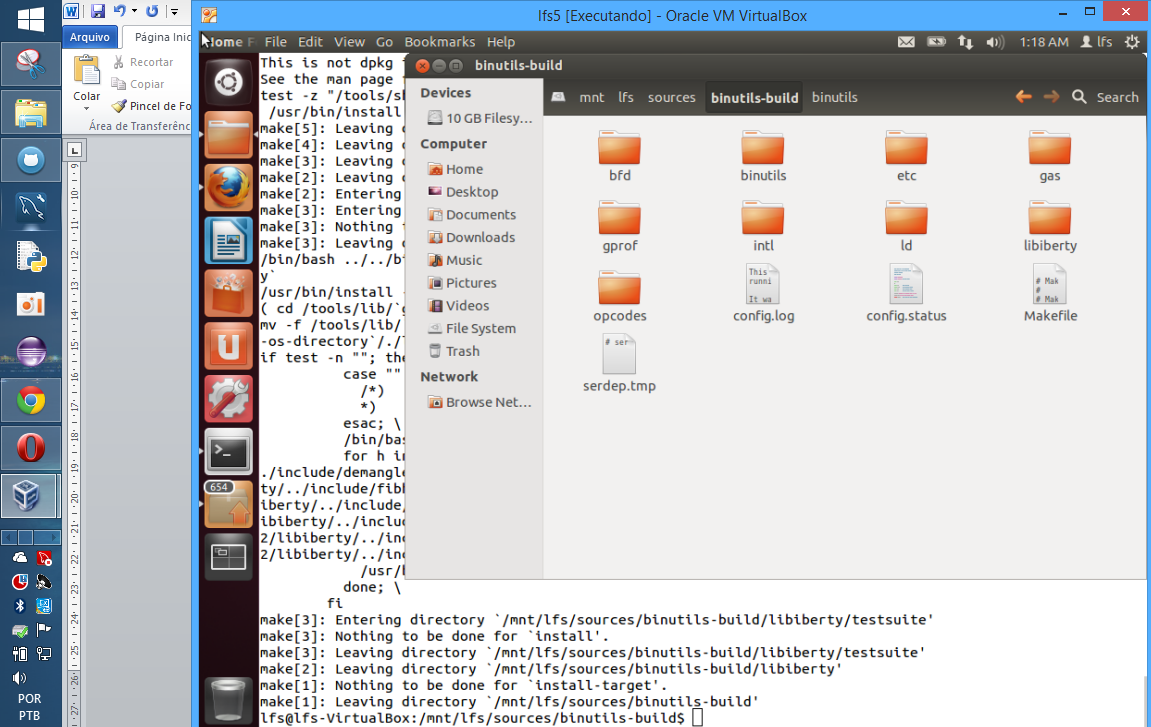 lfs5 [Executando] - Oracle VM VirtualBox
Arquivo
Página Inic
Recortar
Copiar
Colar
Pincel de Fo
Área de Transferênc
L
Home F File Edit View Go Bookmarks Help
1:18 AM lfs
This is not dpkg
See the man page
test -z "/tools/s
/usr/bin/install
make[5]: Leaving
make[4]: Leaving
make[3]: Leaving
make[2]: Leaving
make[2]: Entering
make[3]: Entering
make[3]: Nothing
make[3]: Leaving
/bin/bash ../../b
y`
/usr/bin/install
( cd /tools/lib/`
mv -f /tools/lib/
-os-directory`/./
if test -n ""; the
case ""
/*)
*)
esac; \
/bin/bas
for h i
./include/demangle
ty/../include/fib
iberty/../include/
ibiberty/../inclu
2/libiberty/../in
2/libiberty/../in
/usr/
done; \
fi
make[3]: Entering directory `/mnt/lfs/sources/binutils-build/libiberty/testsuite'
make[3]: Nothing to be done for `install'.
make[3]: Leaving directory `/mnt/lfs/sources/binutils-build/libiberty/testsuite'
make[2]: Leaving directory `/mnt/lfs/sources/binutils-build/libiberty'
make[1]: Nothing to be done for `install-target'.
make[1]: Leaving directory `/mnt/lfs/sources/binutils-build'
lfs@lfs-VirtualBox:/mnt/lfs/sources/binutils-build$
binutils-build
mnt lfs sources binutils-build binutils Search
Devices
10 GB Filesy...
Computer
Home
Desktop
Documents
Downloads
Music
Pictures
Videos
File System
Trash
Network
Browse Net...
bfd binutils etc gas
gprof intl ld libiberty
opcodes config.log config.status Makefile
serdep.tmp
654
POR
PTB